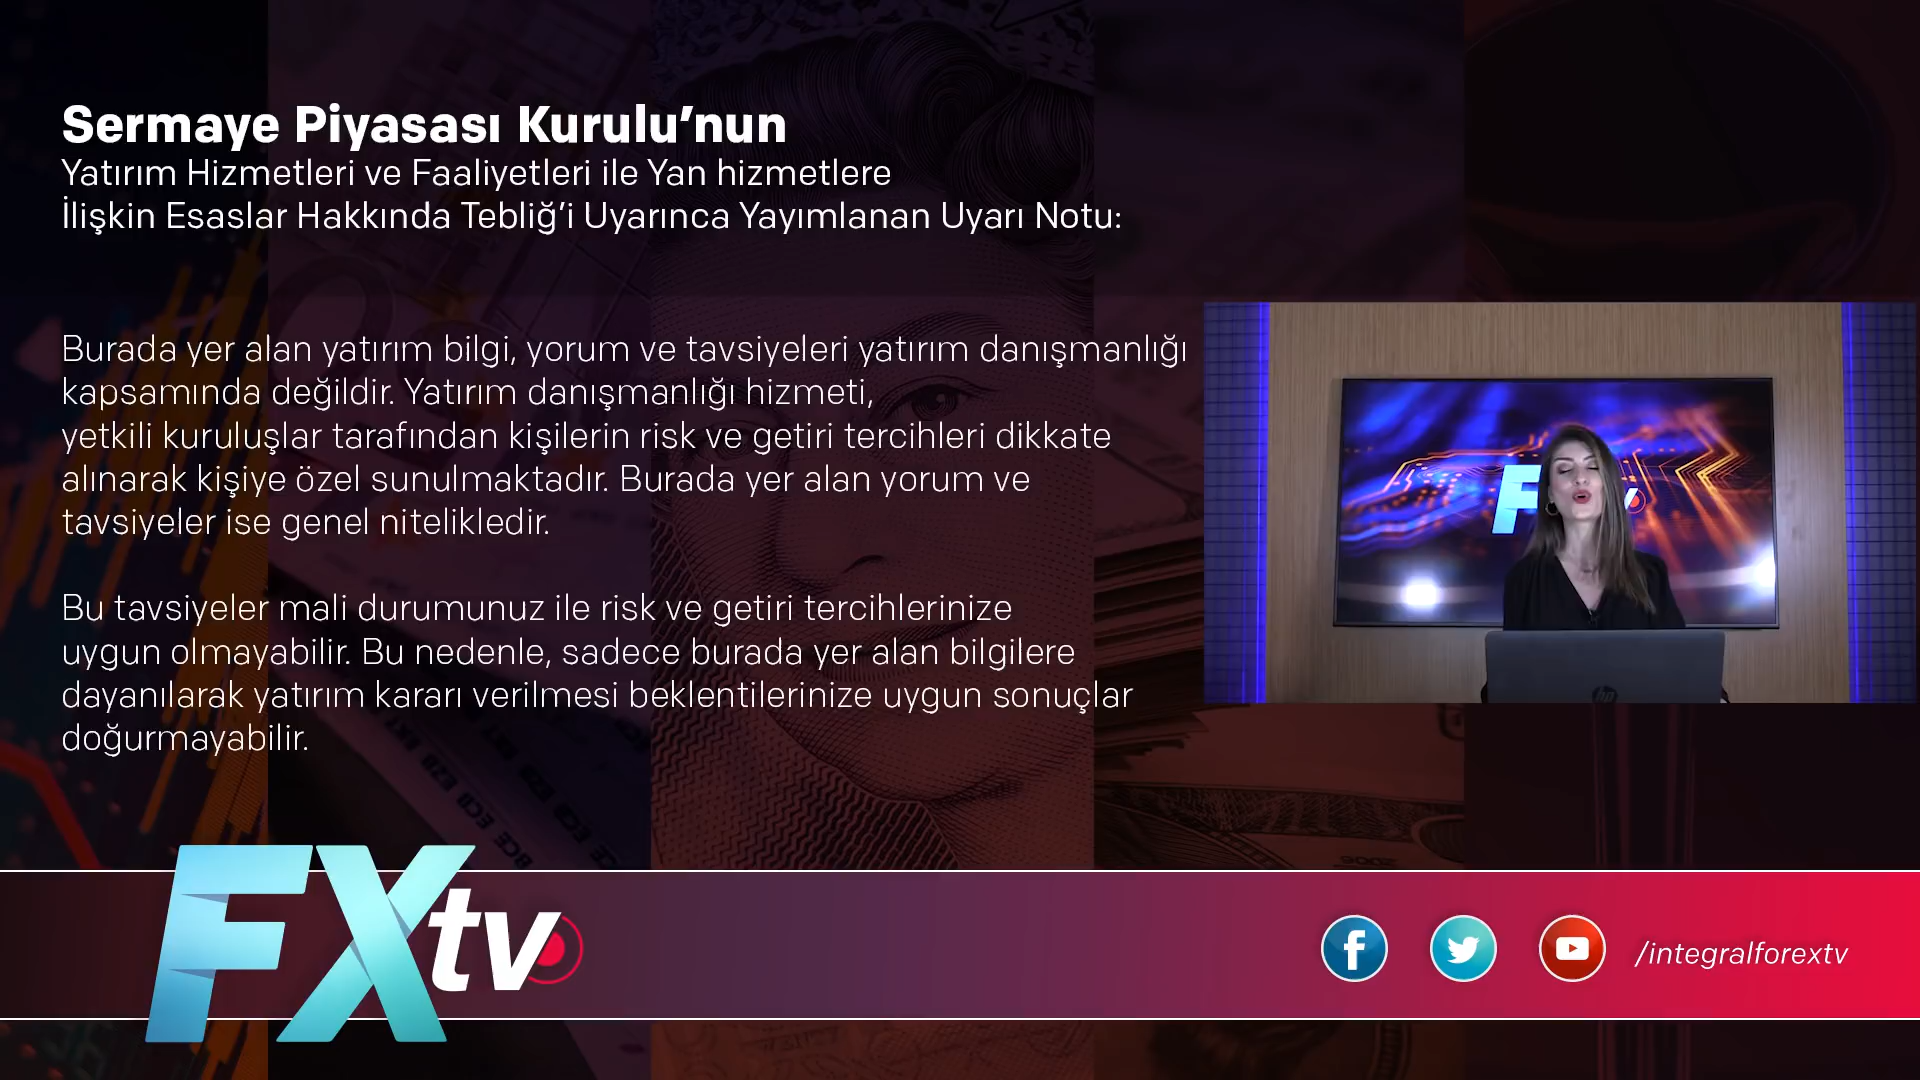 Sermaye Piyasası Kurulu’nun
Yatırım Hizmetleri ve Faaliyetleri ile Yan hizmetlere
İlişkin Esaslar Hakkında Tebliğ’i Uyarınca Yayımlanan Uyarı Notu:
Burada yer alan yatırım bilgi, yorum ve tavsiyeleri yatırım danışmanlığı
kapsamında değildir. Yatırım danışmanlığı hizmeti,
yetkili kuruluşlar tarafından kişilerin risk ve getiri tercihleri dikkate
alınarak kişiye özel sunulmaktadır. Burada yer alan yorum ve
tavsiyeler ise genel niteliktedir.
Bu tavsiyeler mali durumunuz ile risk ve getiri tercihlerinize
uygun olmayabilir. Bu nedenle, sadece burada yer alan bilgilere
dayanılarak yatırım kararı verilmesi beklentilerinize uygun sonuçlar
doğurmayabilir.
FXtv
/integralforextv
hp